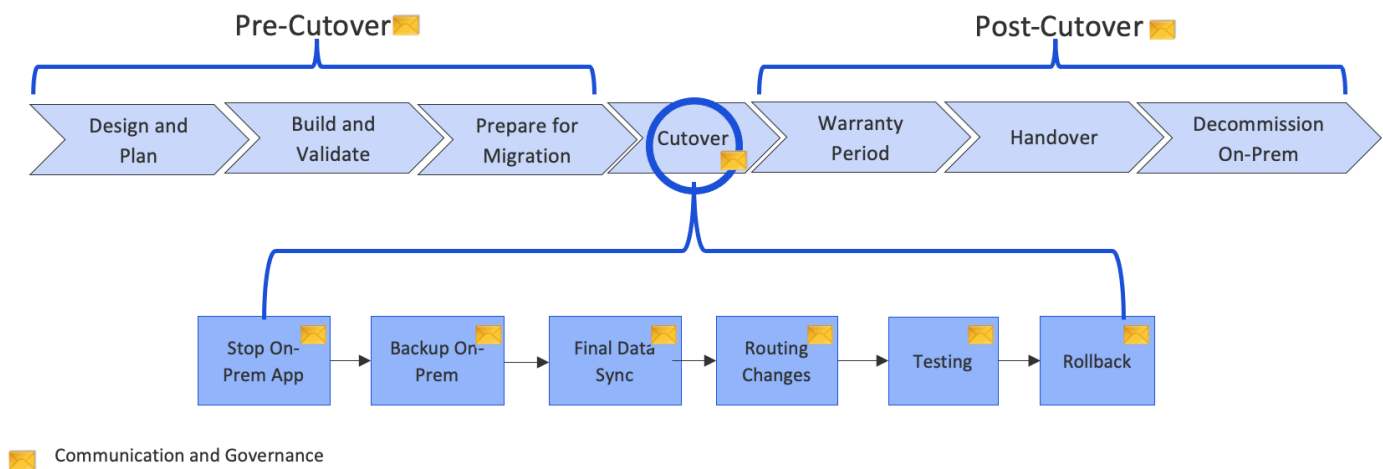 Pre-Cutover
Post-Cutover
Design and
Plan
Build and
Validate
Prepare for
Migration
Cutover
Warranty
Period
Handover
Decommission
On-Prem
Stop On-
Prem App
Backup On-
Prem
Final Data
Sync
Routing
Changes
Testing
Rollback
Communication and Governance